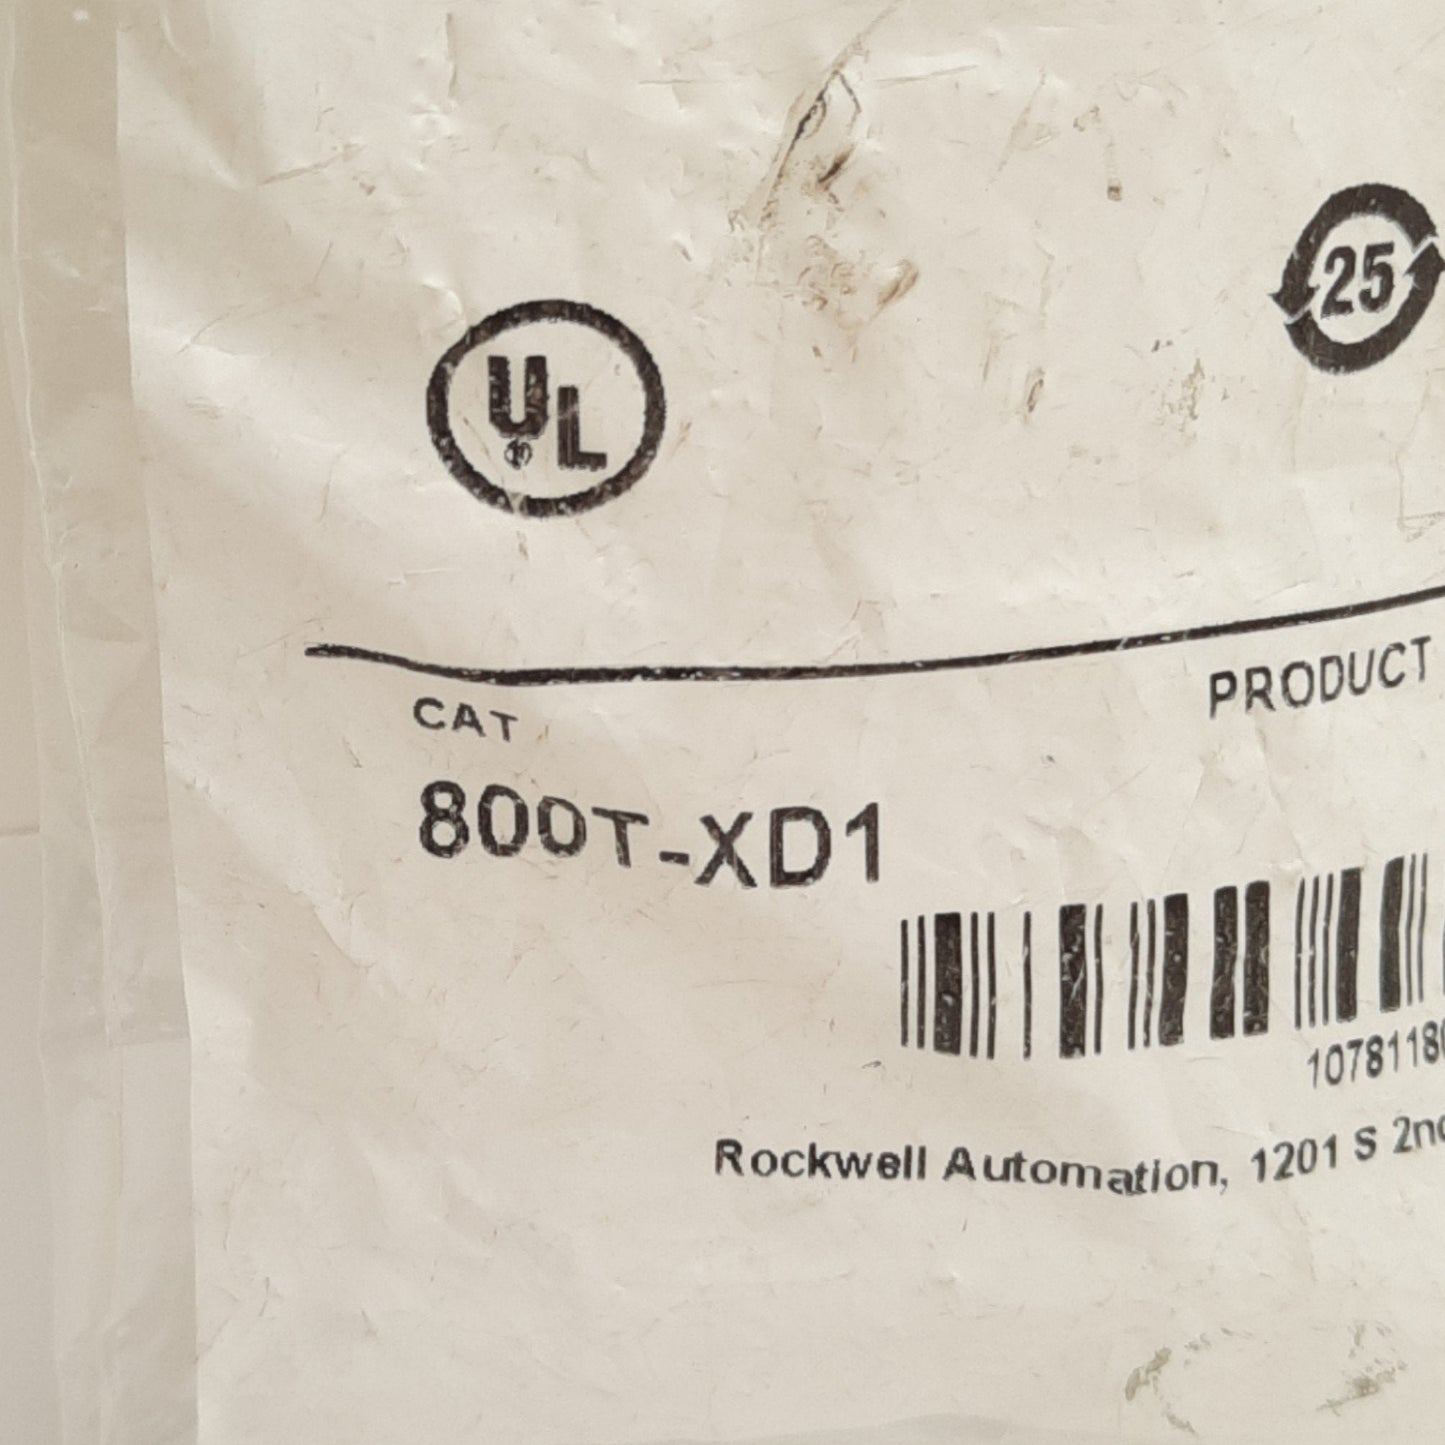 25
UL
®
CAT
PRODUCT
800T-XD1
Rockwell Automation, 1201 S